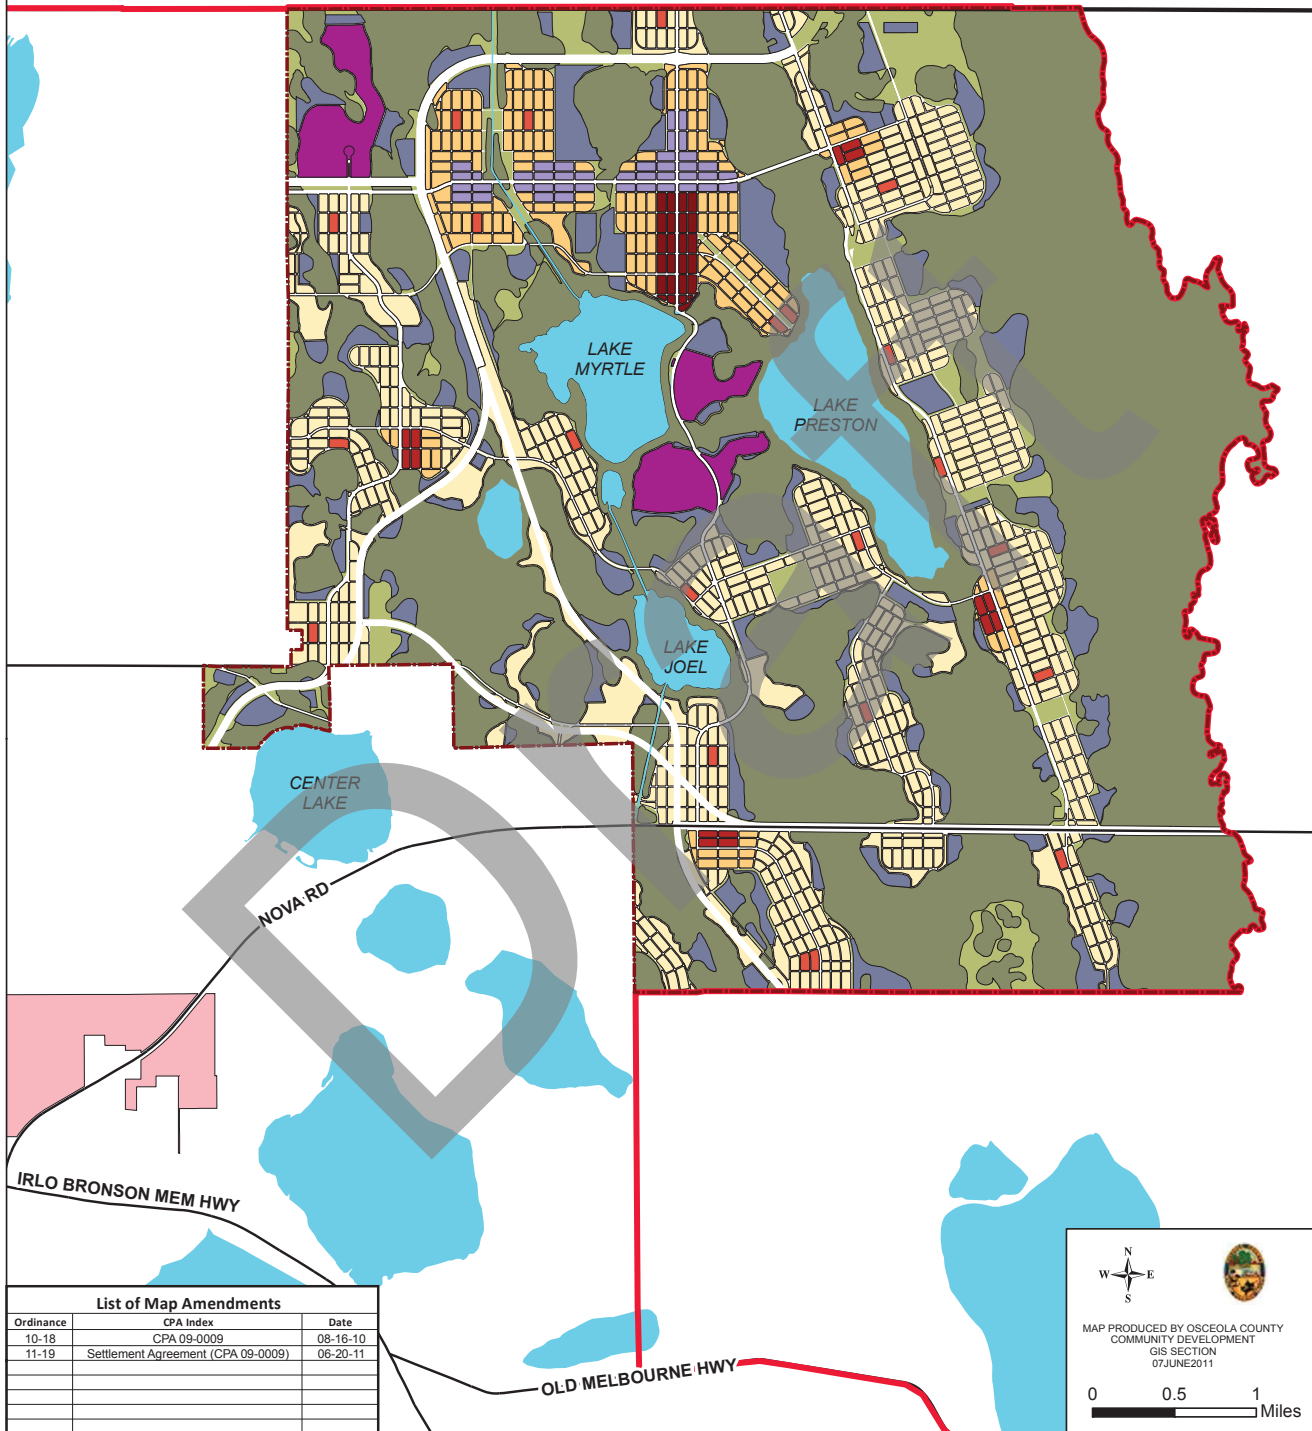 LAKE
MYRTLE
LAKE
PRESTON
LAKE
JOEL
CENTER
LAKE
NOVA RD
IRLO BRONSON MEM HWY
OLD MELBOURNE HWY
Draft
List of Map Amendments
Ordinance CPA Index Date
10-18 CPA 09-0009 08-16-10
11-19 Settlement Agreement (CPA 09-0009) 06-20-11
N
W E
S
MAP PRODUCED BY OSCEOLA COUNTY
COMMUNITY DEVELOPMENT
GIS SECTION
07JUNE2011
0 0.5 1
Miles